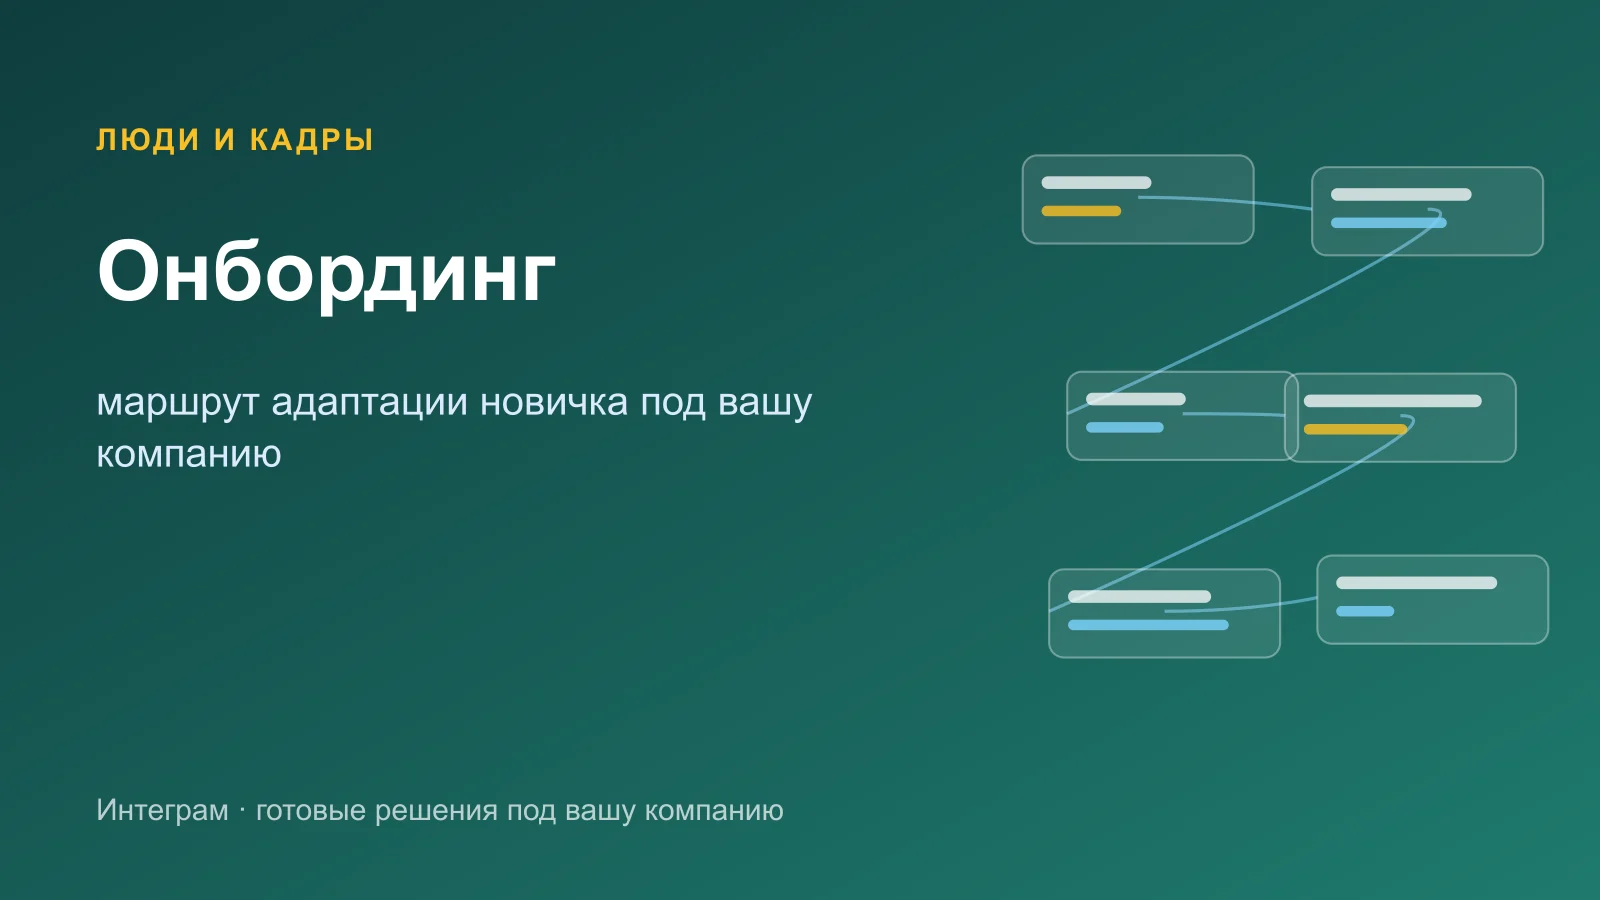 ЛЮДИ И КАДРЫ
Онбординг
маршрут адаптации новичка под вашу
компанию
Интеграм · готовые решения под вашу компанию